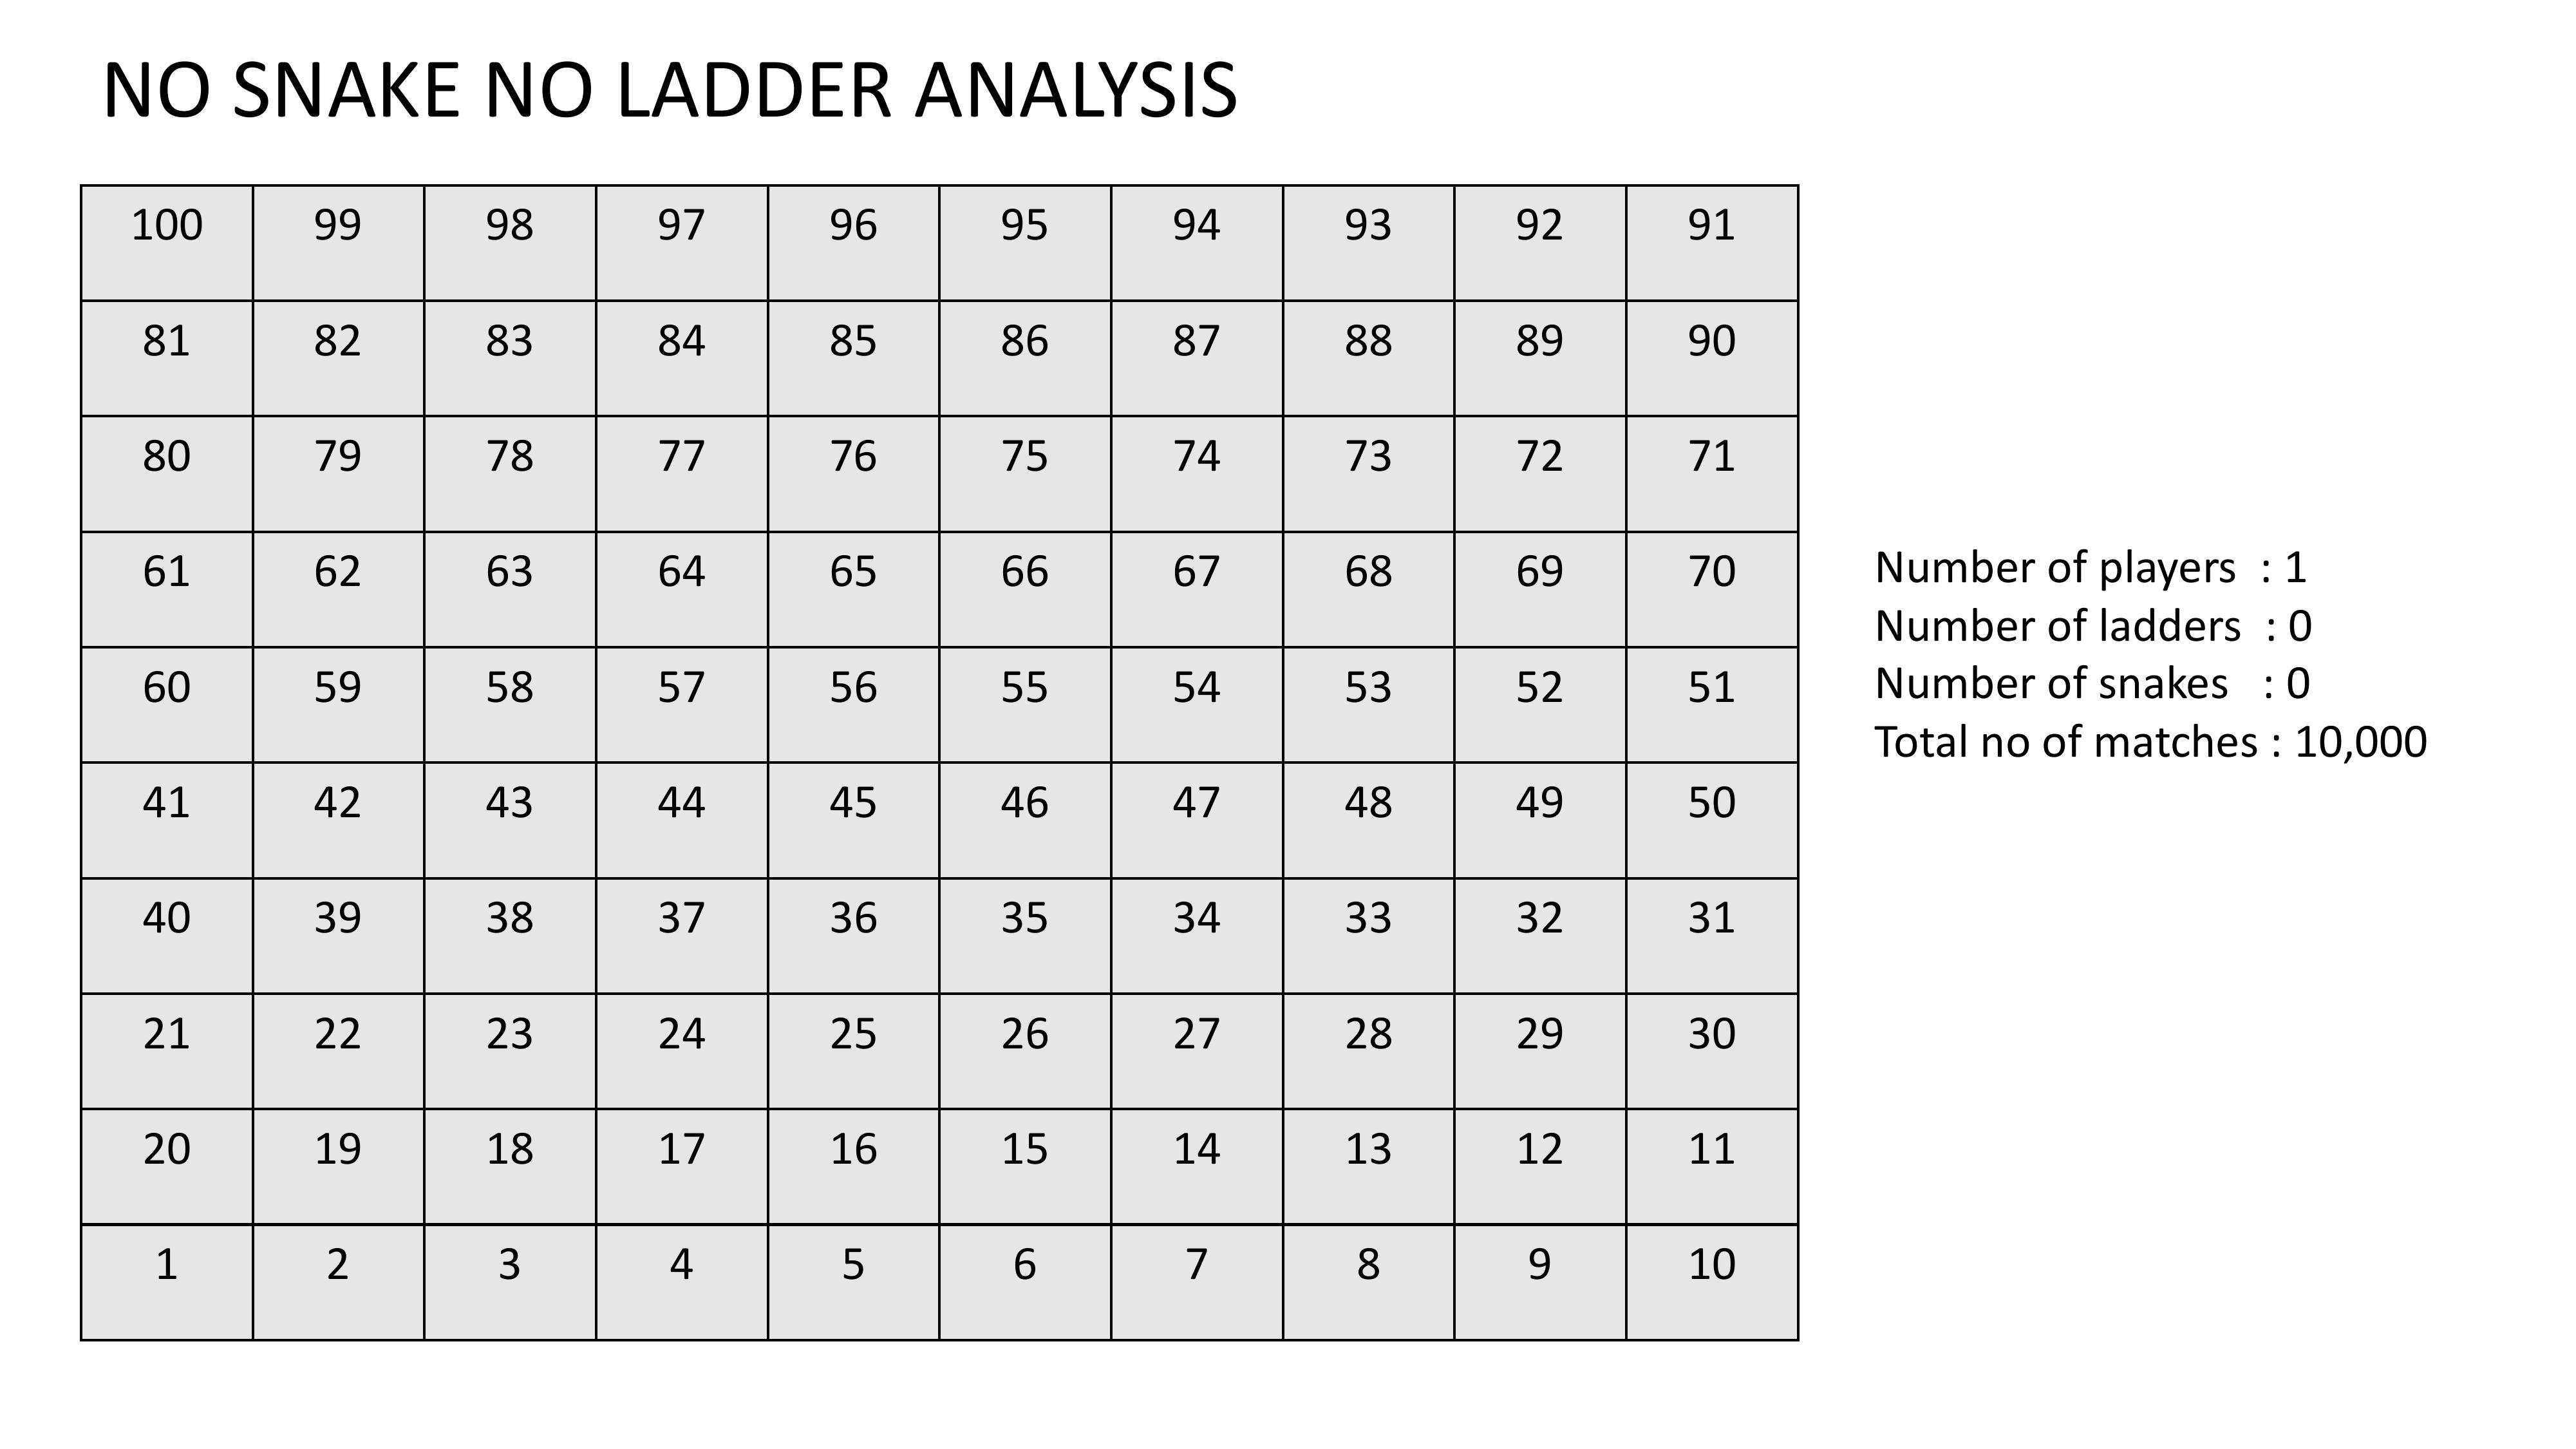 NO SNAKE NO LADDER ANALYSIS
100 99 98 97 96 95 94 93 92 91
81 82 83 84 85 86 87 88 89 90
80 79 78 77 76 75 74 73 72 71
61 62 63 64 65 66 67 68 69 70
60 59 58 57 56 55 54 53 52 51
41 42 43 44 45 46 47 48 49 50
40 39 38 37 36 35 34 33 32 31
21 22 23 24 25 26 27 28 29 30
20 19 18 17 16 15 14 13 12 11
1 2 3 4 5 6 7 8 9 10
Number of players : 1
Number of ladders : 0
Number of snakes : 0
Total no of matches : 10,000